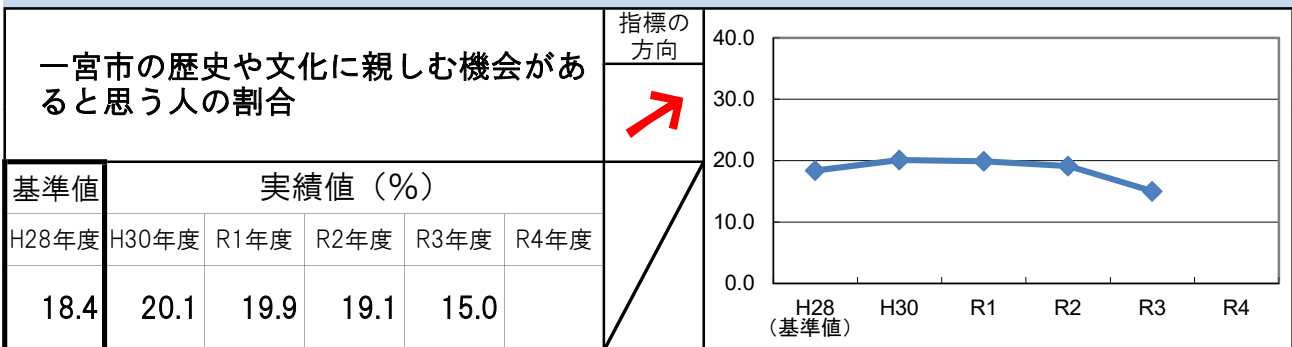 一宮市の歴史や文化に親しむ機会があ
ると思う人の割合
指標の
方向
基準値
実績値（%）
H28年度 H30年度 R1年度 R2年度 R3年度 R4年度
18.4 20.1 19.9 19.1 15.0
40.0
30.0
20.0
10.0
0.0
H28 H30 R1 R2 R3 R4
（基準値）